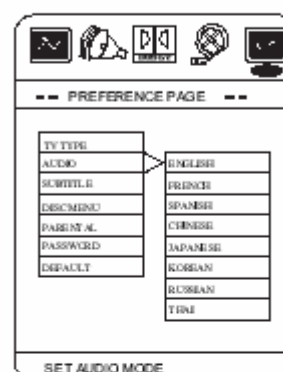 -- PREFERENCE PAGE --
TV TYPE
AUDIO
SUBTITLE
DISC MENU
PARENTAL
PASSWORD
DEFAULT
ENGLISH
FRENCH
SPANISH
CHINESE
JAPANESE
KOREAN
RUSSIAN
THAI
SET AUDIO MODE